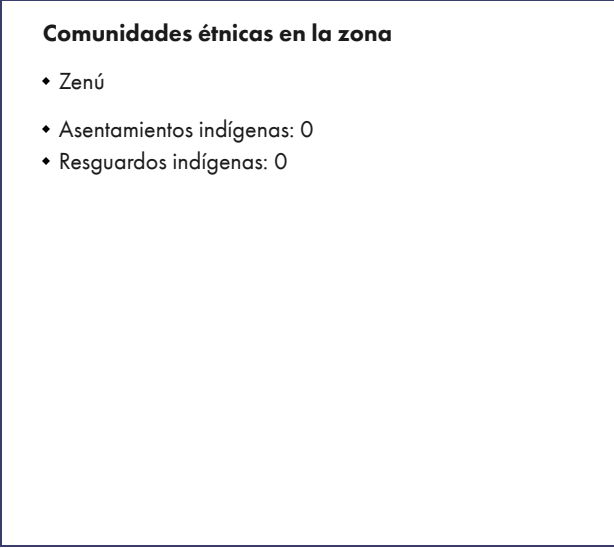 Comunidades étnicas en la zona
◆ Zenú
◆ Asentamientos indígenas: 0
◆ Resguardos indígenas: 0